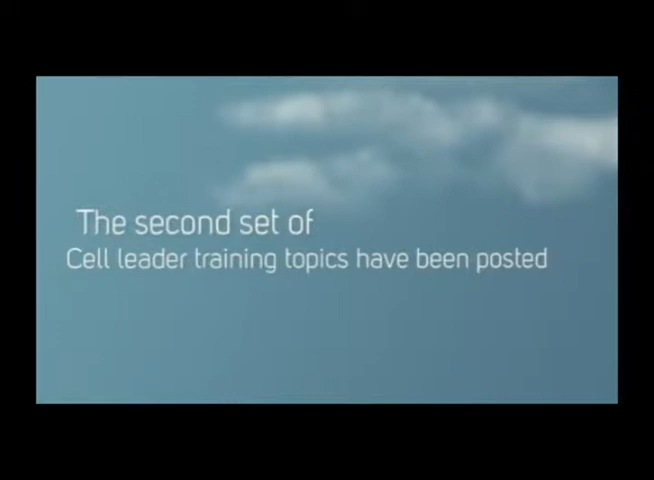 The second set of
Cell leader training topics have been posted